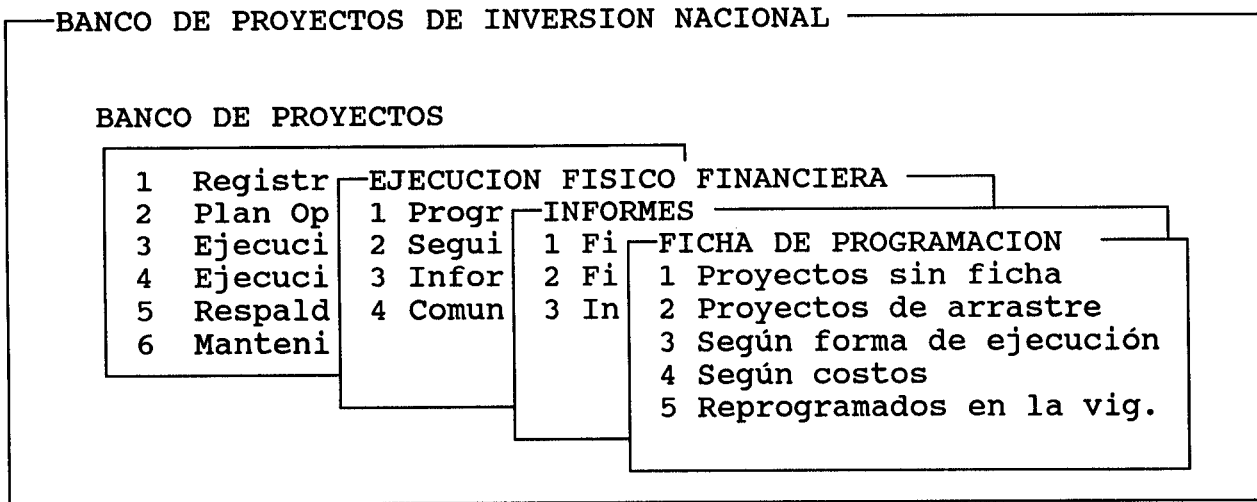 BANCO DE PROYECTOS DE INVERSION NACIONAL
BANCO DE PROYECTOS
1 Registr
2 Plan Op
3 Ejecuci
4 Ejecuci
5 Respald
6 Manteni
EJECUCION FISICO FINANCIERA
1 Progr
2 Segui
3 Infor
4 Comun
INFORMES
1 Fi
2 Fi
3 In
FICHA DE PROGRAMACION
1 Proyectos sin ficha
2 Proyectos de arrastre
3 Según forma de ejecución
4 Según costos
5 Reprogramados en la vig.